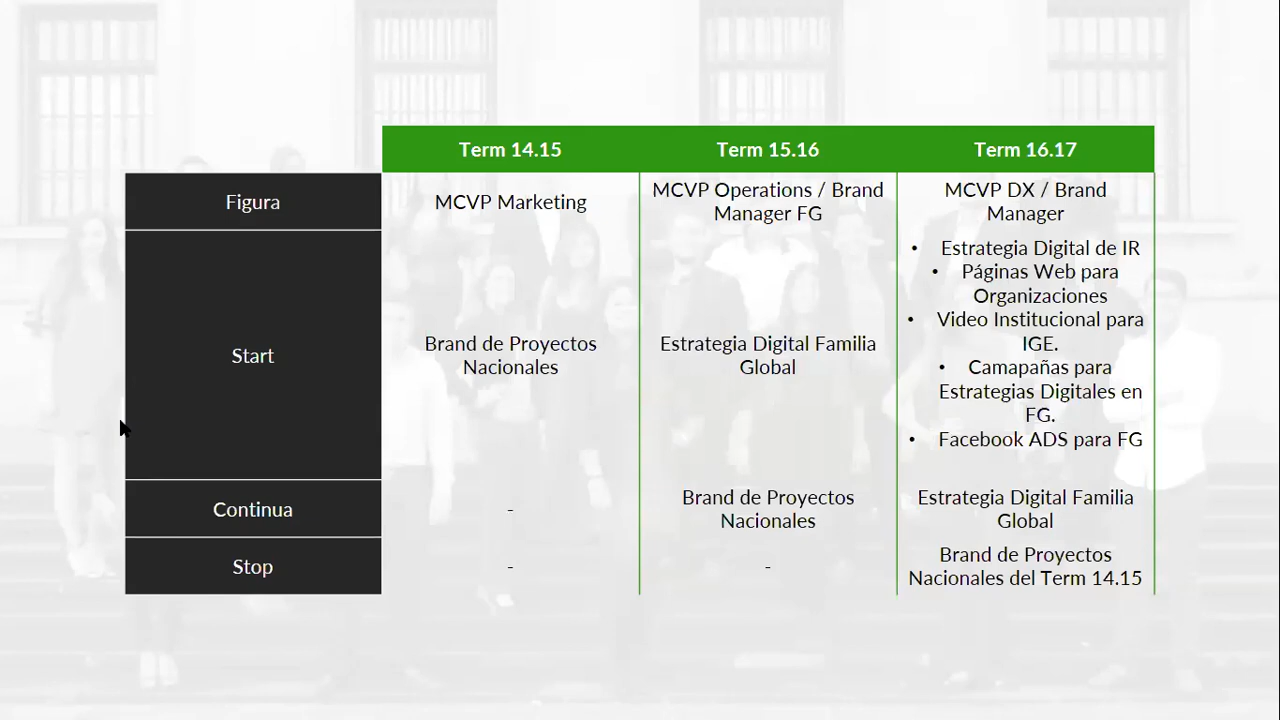 Term 14.15 Term 15.16 Term 16.17
Figura
MCVP Marketing
MCVP Operations / Brand
Manager FG
MCVP DX / Brand
Manager
Start
Brand de Proyectos
Nacionales
Estrategia Digital Familia
Global
• Estrategia Digital de IR
• Páginas Web para
Organizaciones
• Video Institucional para
IGE.
• Camapañas para
Estrategias Digitales en
FG.
• Facebook ADS para FG
Continua
-
Brand de Proyectos
Nacionales
Estrategia Digital Familia
Global
Stop
-
-
Brand de Proyectos
Nacionales del Term 14.15